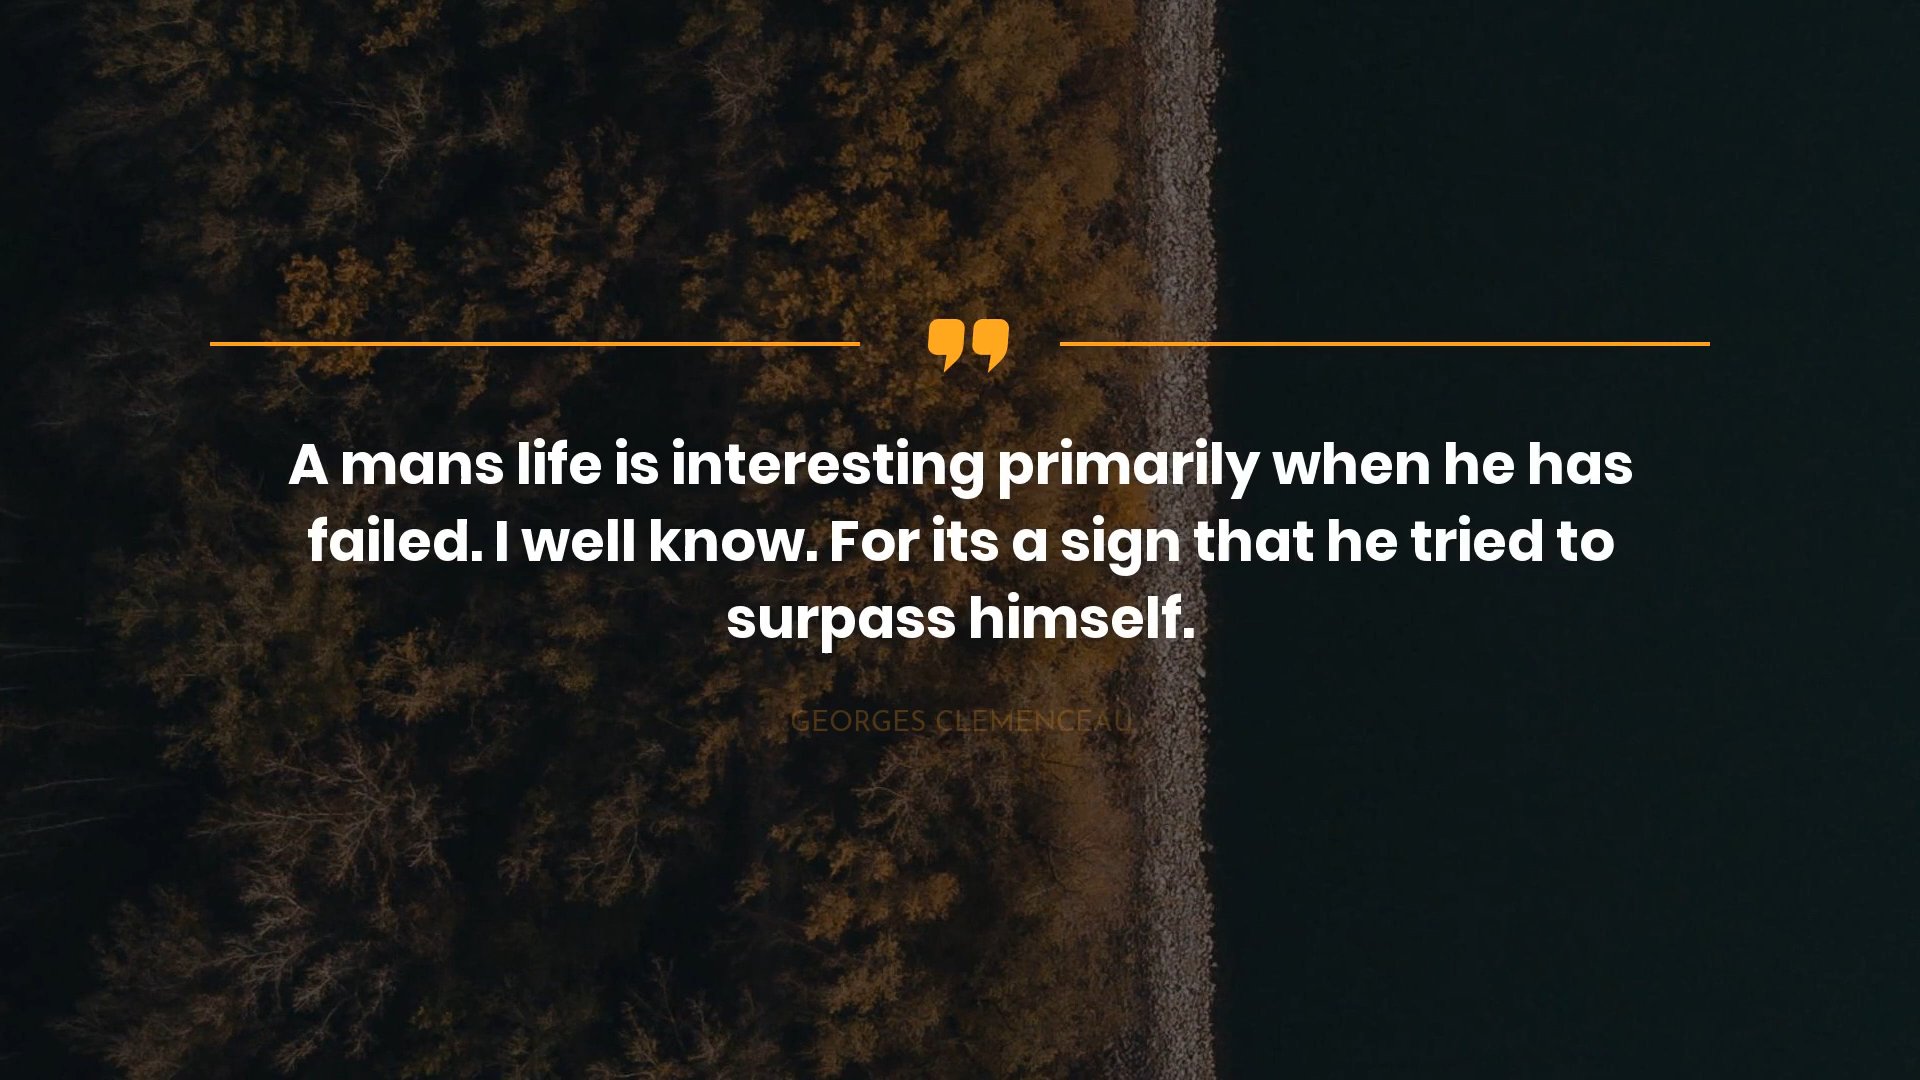 A mans life is interesting primarily when he has
failed. I well know. For its a sign that he tried to
surpass himself.
GEORGES CLEMENCEAU